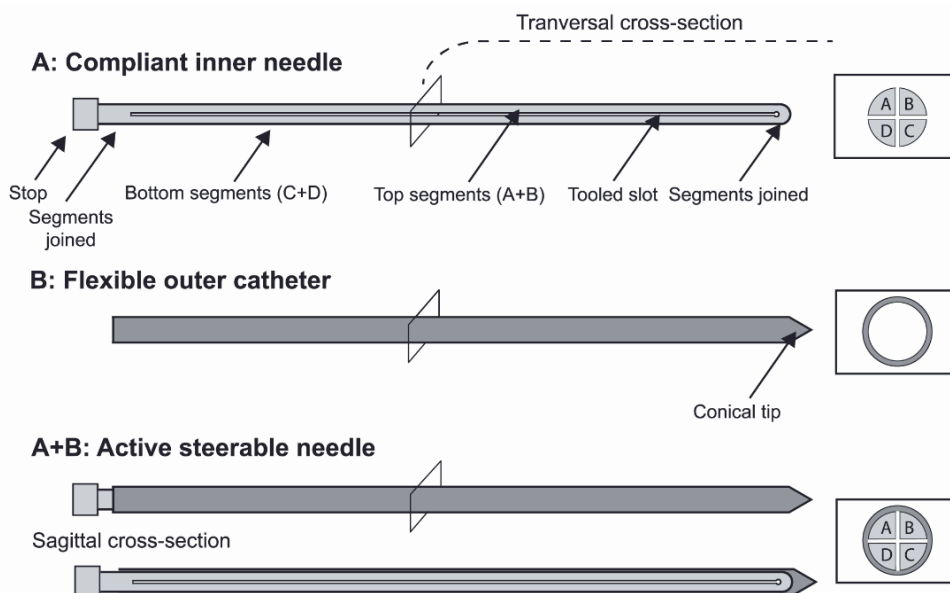 Tranversal cross-section
A: Compliant inner needle
A B
D C
Stop
Segments
joined
Bottom segments (C+D)
Top segments (A+B)
Tooled slot
Segments joined
B: Flexible outer catheter
Conical tip
A+B: Active steerable needle
A B
D C
Sagittal cross-section